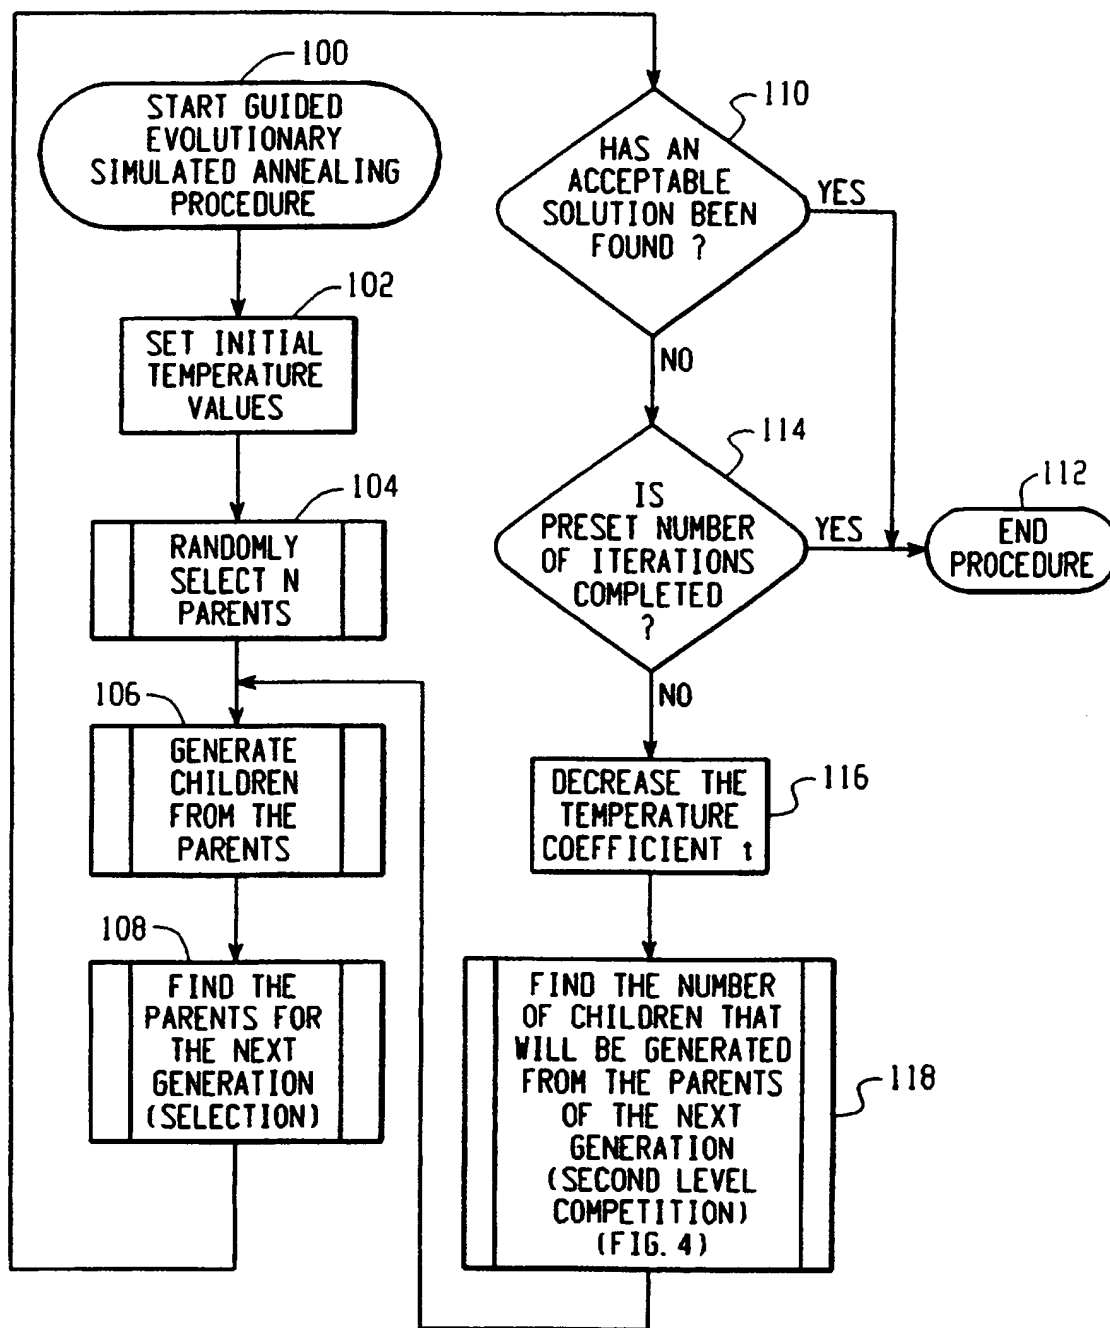 100
START GUIDED
EVOLUTIONARY
SIMULATED ANNEALING
PROCEDURE
102
SET INITIAL
TEMPERATURE
VALUES
104
RANDOMLY
SELECT N
PARENTS
106
GENERATE
CHILDREN
FROM THE
PARENTS
108
FIND THE
PARENTS FOR
THE NEXT
GENERATION
(SELECTION)
110
HAS AN
ACCEPTABLE
SOLUTION BEEN
FOUND ?
YES
NO
114
IS
PRESET NUMBER
OF ITERATIONS
COMPLETED
?
YES
NO
112
END
PROCEDURE
116
DECREASE THE
TEMPERATURE
COEFFICIENT t
118
FIND THE NUMBER
OF CHILDREN THAT
WILL BE GENERATED
FROM THE PARENTS
OF THE NEXT
GENERATION
(SECOND LEVEL
COMPETITION)
(FIG. 4)